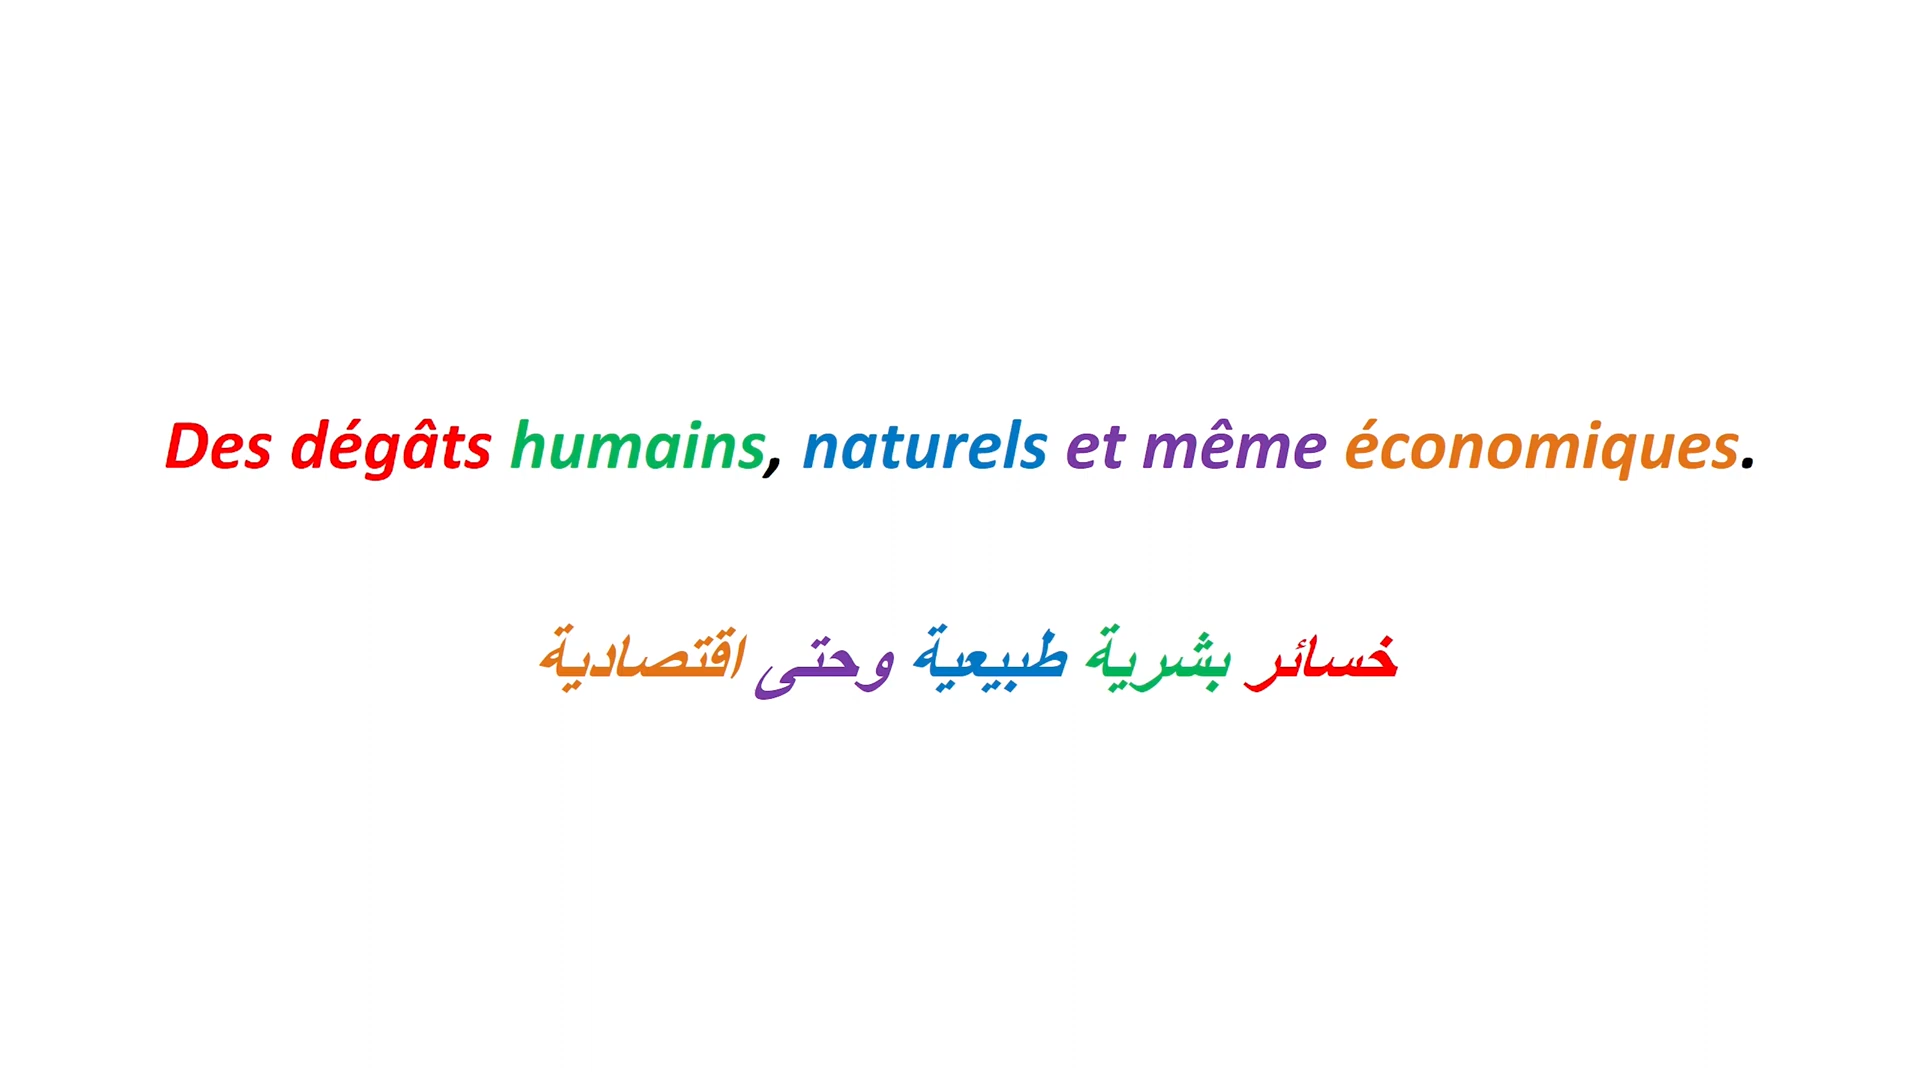 Des dégâts humains, naturels et même économiques.
خسائر بشرية طبيعية وحتى اقتصادية